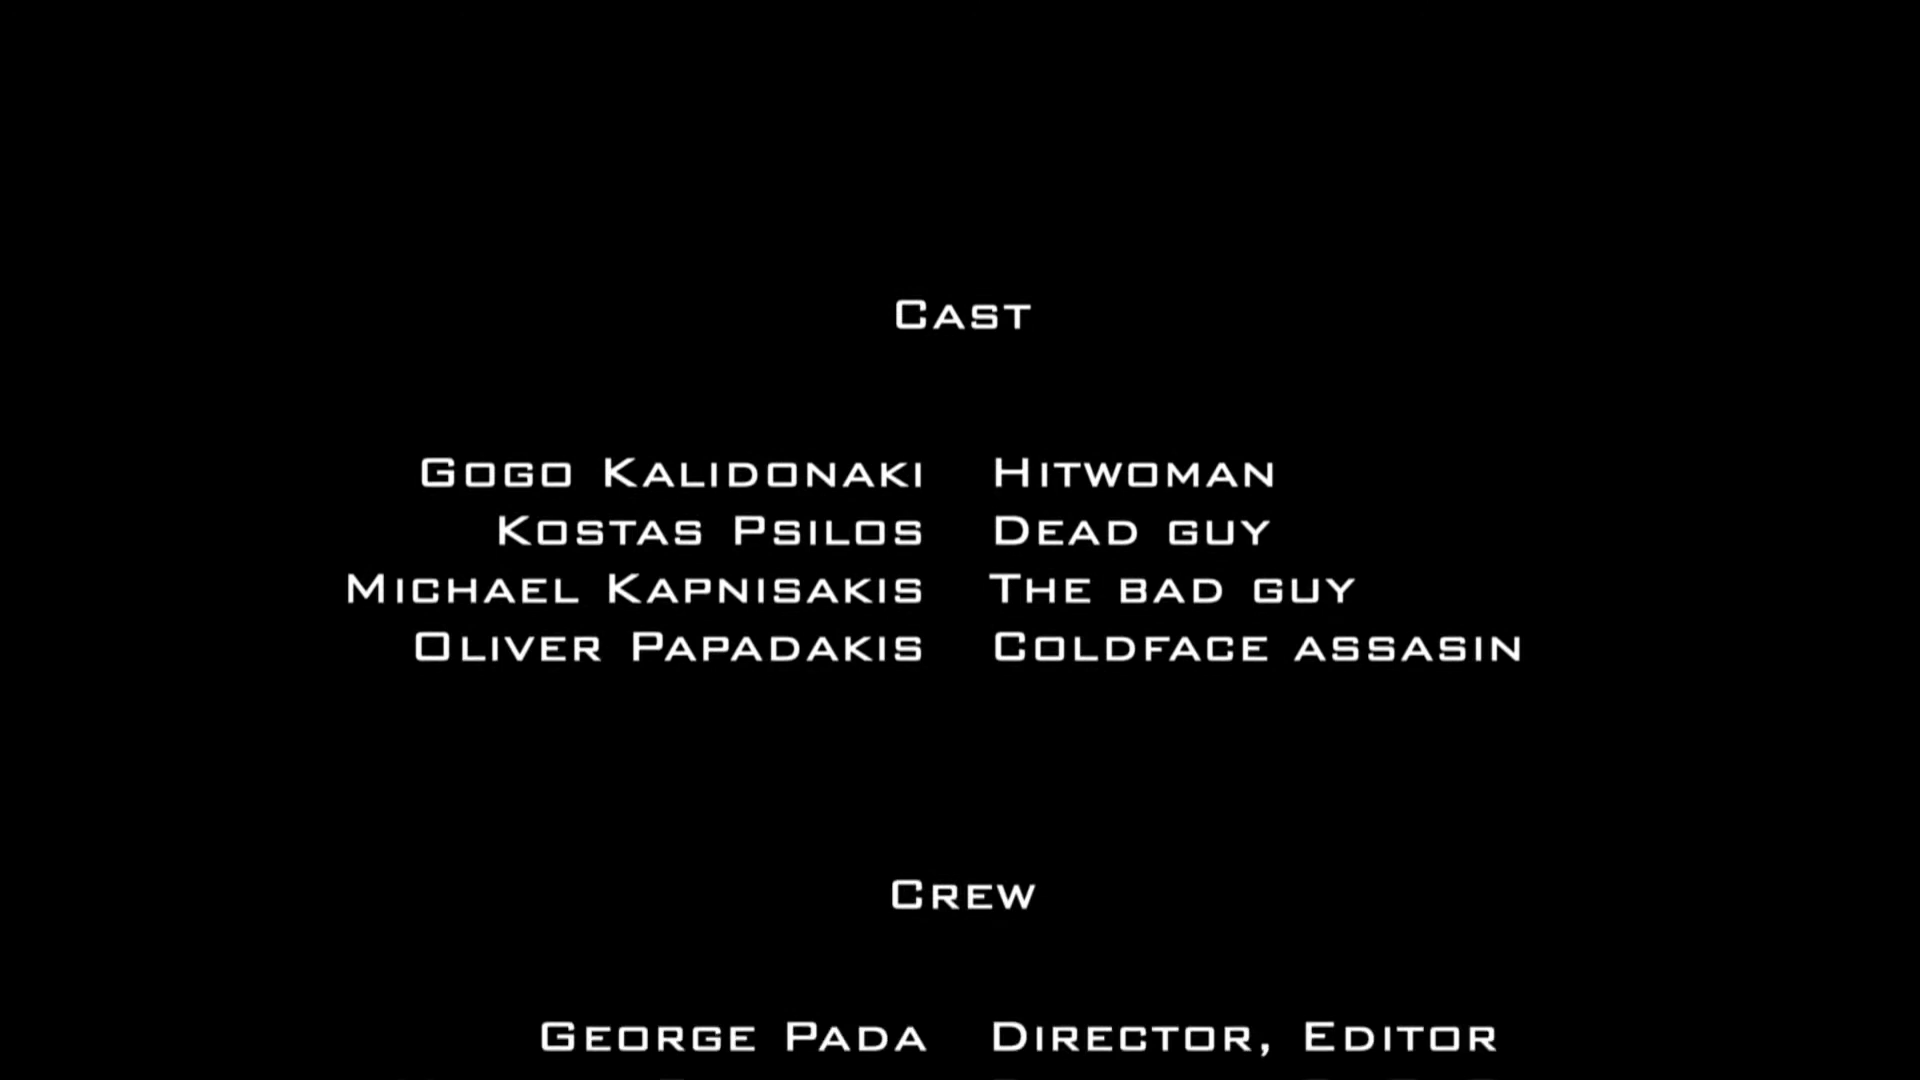 Cast
Gogo Kalidonaki Hitwoman
Kostas Psilos Dead guy
Michael Kapnisakis The bad guy
Oliver Papadakis Coldface assasin
Crew
George Pada Director, Editor